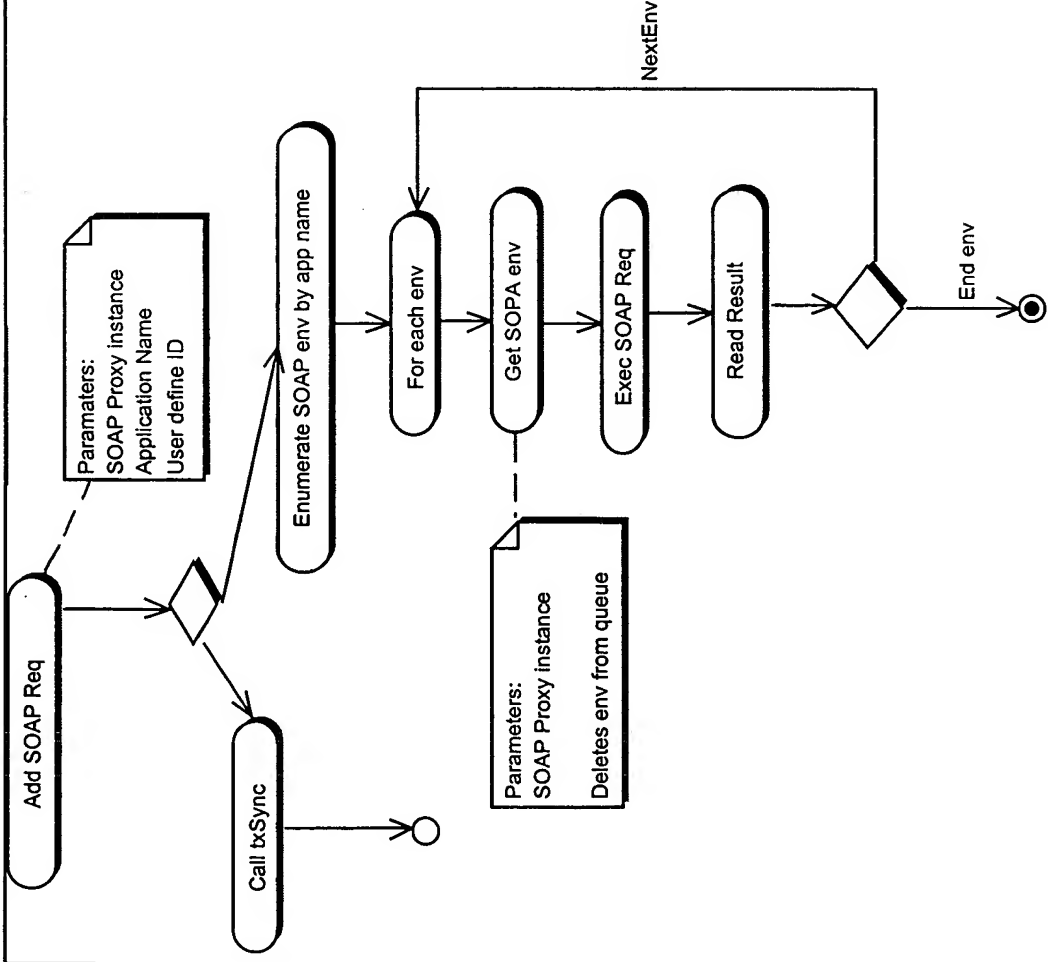 Add SOAP Req
Paramaters:
SOAP Proxy instance
Application Name
User define ID
Call txSync
Enumerate SOAP env by app name
For each env
Get SOPA env
Parameters:
SOAP Proxy instance
Deletes env from queue
Exec SOAP Req
Read Result
NextEnv
End env